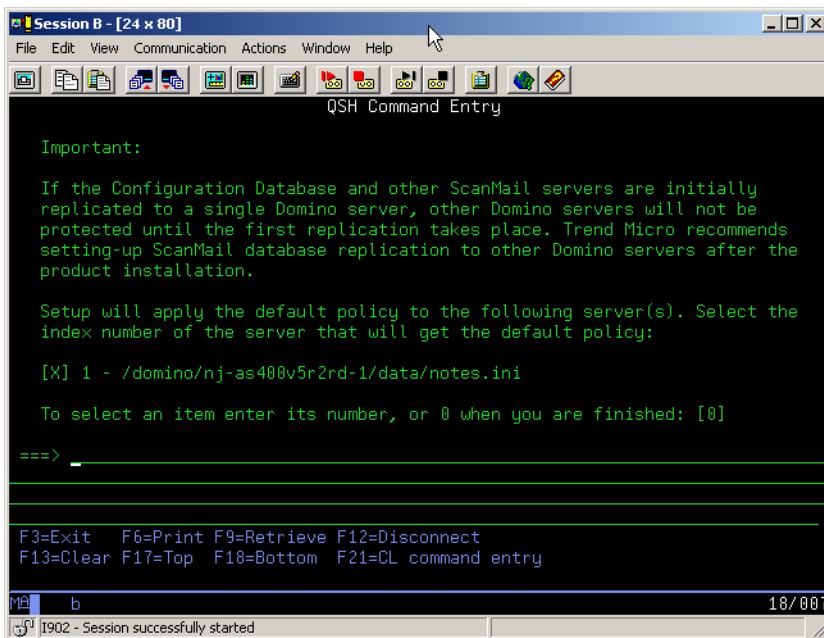 Session B - [24 x 80]
File Edit View Communication Actions Window Help
QSH Command Entry
Important:
If the Configuration Database and other ScanMail servers are initially
replicated to a single Domino server, other Domino servers will not be
protected until the first replication takes place. Trend Micro recommends
setting-up ScanMail database replication to other Domino servers after the
product installation.
Setup will apply the default policy to the following server(s). Select the
index number of the server that will get the default policy:
[X] 1 - /domino/nj-as400v5r2rd-1/data/notes.ini
To select an item enter its number, or 0 when you are finished: [0]
===> _
F3=Exit F6=Print F9=Retrieve F12=Disconnect
F13=Clear F17=Top F18=Bottom F21=CL command entry
MA b 18/007
I902 - Session successfully started